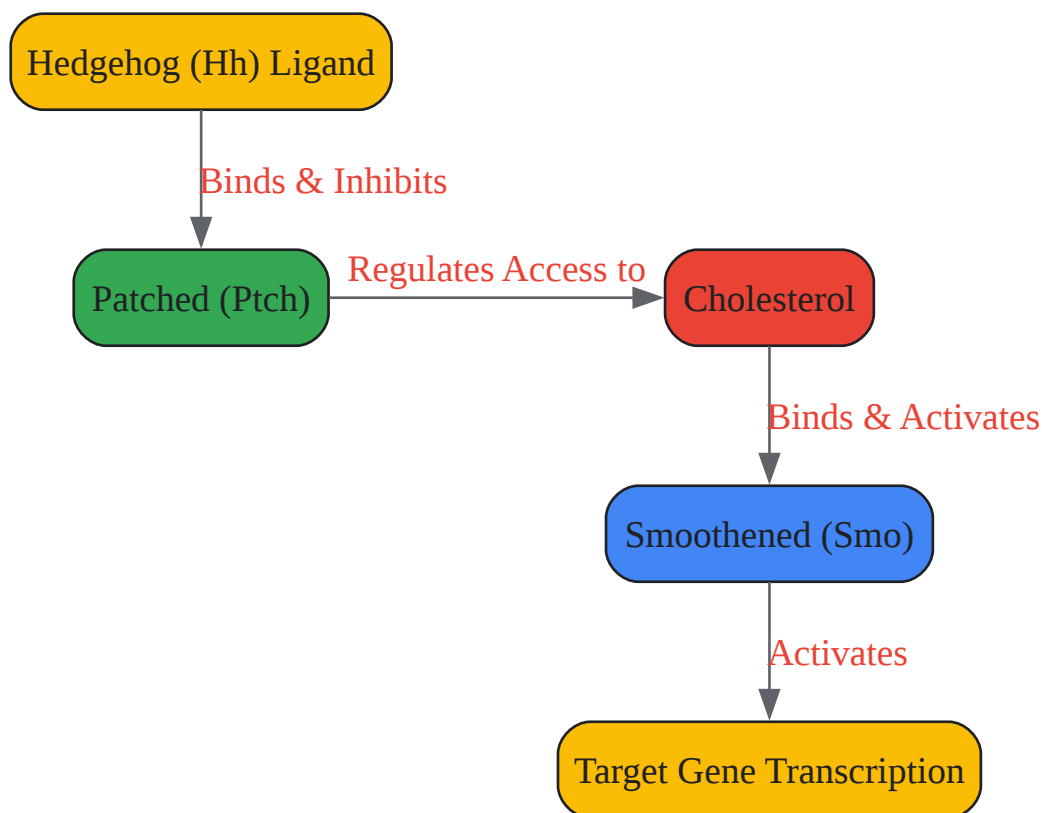 Hedgehog (Hh) Ligand
Binds & Inhibits
Patched (Ptch)
Regulates Access to
Cholesterol
Binds & Activates
Smoothened (Smo)
Activates
Target Gene Transcription